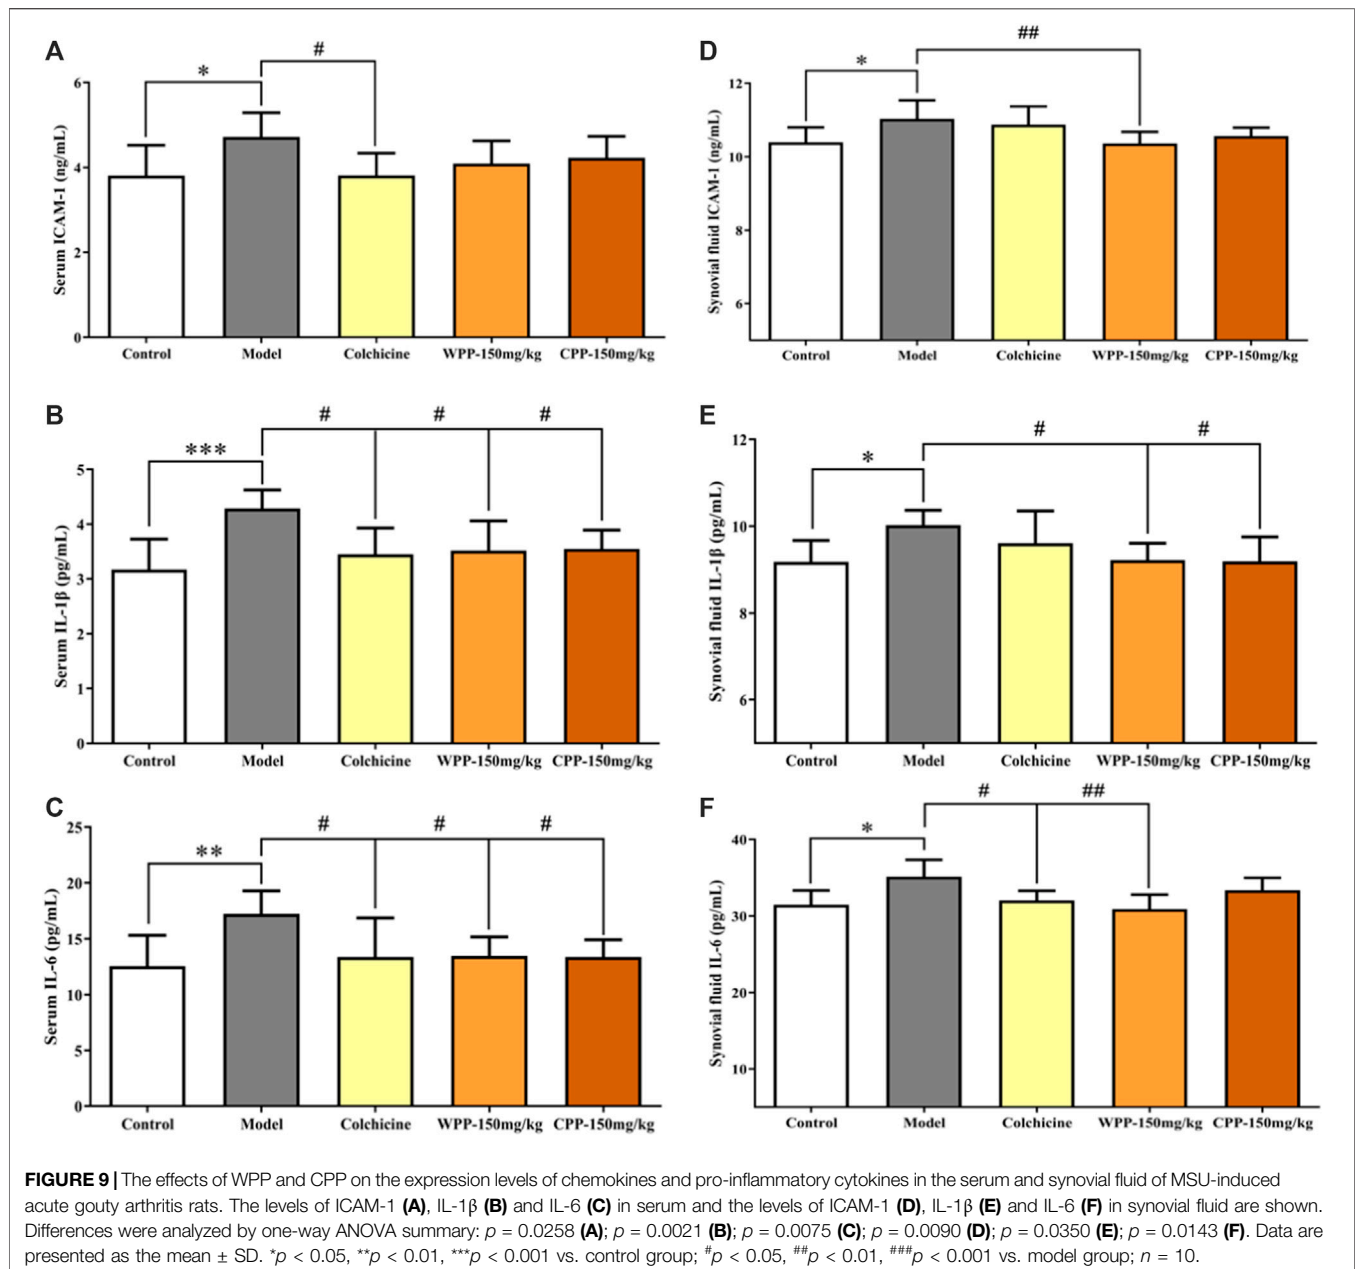 A
* #
Serum ICAM-1 (ng/mL)
6
4
2
0
Control Model Colchicine WPP-150mg/kg CPP-150mg/kg
D
* ##
Synovial fluid ICAM-1 (ng/mL)
12
10
8
6
Control Model Colchicine WPP-150mg/kg CPP-150mg/kg
B
*** # # #
Serum IL-1β (pg/mL)
5
4
3
2
1
0
Control Model Colchicine WPP-150mg/kg CPP-150mg/kg
E
* # #
Synovial fluid IL-1β (pg/mL)
12
10
8
6
Control Model Colchicine WPP-150mg/kg CPP-150mg/kg
C
** # # #
Serum IL-6 (pg/mL)
25
20
15
10
5
0
Control Model Colchicine WPP-150mg/kg CPP-150mg/kg
F
* # ##
Synovial fluid IL-6 (pg/mL)
40
30
20
10
Control Model Colchicine WPP-150mg/kg CPP-150mg/kg
FIGURE 9 | The effects of WPP and CPP on the expression levels of chemokines and pro-inflammatory cytokines in the serum and synovial fluid of MSU-induced
acute gouty arthritis rats. The levels of ICAM-1 (A), IL-1β (B) and IL-6 (C) in serum and the levels of ICAM-1 (D), IL-1β (E) and IL-6 (F) in synovial fluid are shown.
Differences were analyzed by one-way ANOVA summary: p = 0.0258 (A); p = 0.0021 (B); p = 0.0075 (C); p = 0.0090 (D); p = 0.0350 (E); p = 0.0143 (F). Data are
presented as the mean ± SD. *p < 0.05, **p < 0.01, ***p < 0.001 vs. control group; #p < 0.05, ##p < 0.01, ###p < 0.001 vs. model group; n = 10.